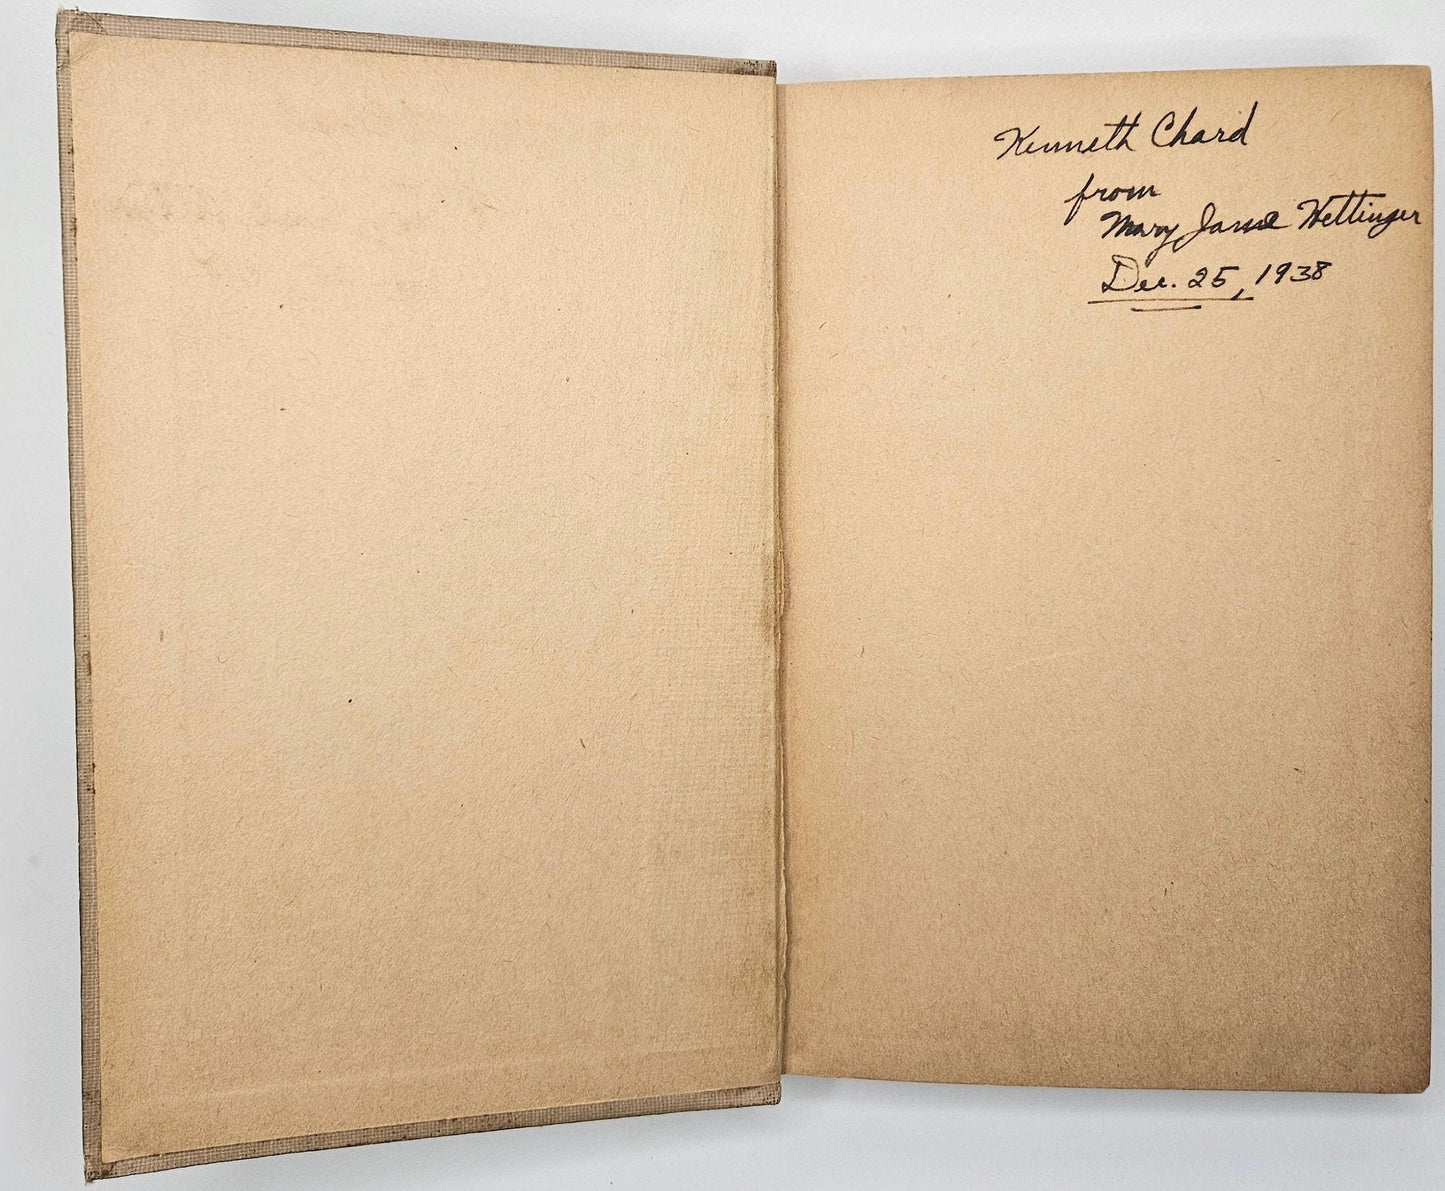 Kenneth Chard
from
Mary Jane Wettinger
Dec. 25, 1938